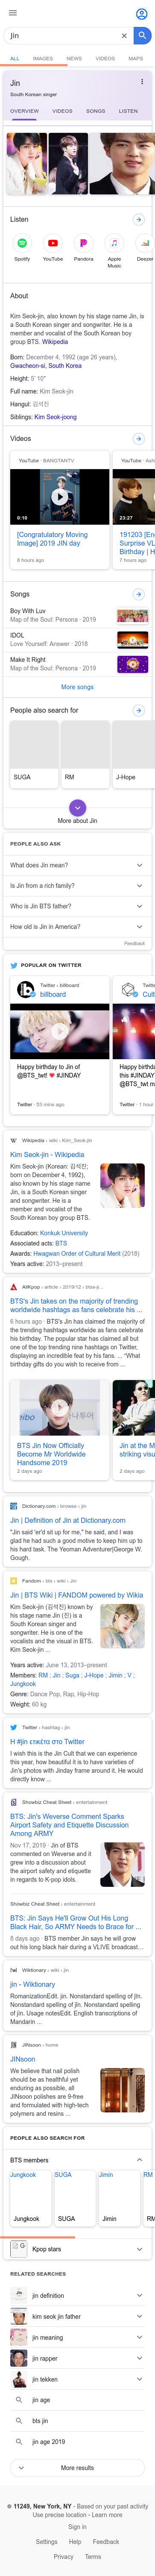 Jin
ALL IMAGES NEWS VIDEOS MAPS
Jin
South Korean singer
OVERVIEW VIDEOS SONGS LISTEN
Listen
Spotify YouTube Pandora Apple Music Deezer
About
Kim Seok-jin, also known by his stage name Jin, is
a South Korean singer and songwriter. He is a
member and vocalist of the South Korean boy
group BTS. Wikipedia
Born: December 4, 1992 (age 26 years),
Gwacheon-si, South Korea
Height: 5′10″
Full name: Kim Seok-jin
Hangul: 김석진
Siblings: Kim Seok-joong
Videos
YouTube · BANGTANTV
8:10
[Congratulatory Moving
Image] 2019 JIN day
8 hours ago
YouTube
23:27
191203 [En
Surprise VL
Birthday | H
7 hours ago
Songs
Boy With Luv
Map of the Soul: Persona · 2019
IDOL
Love Yourself: Answer · 2018
Make It Right
Map of the Soul: Persona · 2019
More songs
People also search for
SUGA RM J-Hope
More about Jin
PEOPLE ALSO ASK
What does Jin mean?
Is Jin from a rich family?
Who is Jin BTS father?
How old is Jin in America?
Feedback
POPULAR ON TWITTER
Twitter › billboard
billboard
Happy birthday to Jin of
@BTS_twt! ❤️ #JINDAY
Twitter · 53 mins ago
Twitte
Cult
Happy birthda
this #JINDAY
@BTS_twt m
Twitter · 1 hour
Wikipedia › wiki › Kim_Seok-jin
Kim Seok-jin - Wikipedia
Kim Seok-jin (Korean: 김석진;
born on December 4, 1992),
also known by his stage name
Jin, is a South Korean singer
and songwriter. He is a
member and vocalist of the
South Korean boy group BTS.
Education: Konkuk University
Associated acts: BTS
Awards: Hwagwan Order of Cultural Merit (2018)
Years active: 2013–present
AllKpop › article › 2019/12 › btss-ji...
BTS's Jin takes on the majority of trending
worldwide hashtags as fans celebrate his ...
6 hours ago · BTS's Jin has claimed the majority of
the trending hashtags worldwide as fans celebrate
his birthday. The popular male idol has claimed
over nine out of ten trending topics on Twitter,
displaying an incredible feat by his fans. ... "What
birthday gifts do you wish to receive from ...
BTS Jin Now Officially
Become Mr Worldwide
Handsome 2019
2 days ago
Jin at the M
striking visu
2 days ago
Dictionary.com › browse › jin
Jin | Definition of Jin at Dictionary.com
"Jin said 'er'd id shut up for me," he said, and I was
glad he had such a good motive to keep him up to
his hard task. The Yeoman Adventurer|George W.
Gough.
Fandom › bts › wiki › Jin
Jin | BTS Wiki | FANDOM powered by Wikia
Kim Seok-jin (김석진) known
by his stage name jin (진) is a
South Korean singer and
songwriter. He is one of the
vocalists and the visual in BTS.
Kim Seok-jin ...
Years active: June 13, 2013–present
Members: RM ; Jin ; Suga ; J-Hope ; Jimin ; V ;
Jungkook
Genre: Dance Pop, Rap, Hip-Hop
Weight: 60 kg
Twitter › hashtag › jin
Η #jin ετικέτα στο Twitter
I wish this is the Jin Cult that we can experience
this year, how beautiful it is to have varieties of
Jin's photos with Jinday frame around it. He would
directly know ...
Showbiz Cheat Sheet › entertainment
BTS: Jin's Weverse Comment Sparks
Airport Safety and Etiquette Discussion
Among ARMY
Nov 17, 2019 · Jin of BTS
commented on Weverse and it
grew into a discussion about
airport safety and etiquette
in regards to K-pop idols.
Showbiz Cheat Sheet › entertainment
BTS: Jin Says He'll Grow Out His Long
Black Hair, So ARMY Needs to Brace for ...
6 days ago · BTS member Jin says he will grow
out his long black hair during a VLIVE broadcast...
Wiktionary › wiki › jin
jin - Wiktionary
RomanizationEdit. jin. Nonstandard spelling of jīn.
Nonstandard spelling of jǐn. Nonstandard spelling
of jìn. Usage notesEdit. English transcriptions of
Mandarin ...
JINsoon › home
JINsoon
We believe that nail polish
should be as healthful yet
enduring as possible, all
JINsoon polishes are 9-free
and formulated with high-tech
polymers and resins ...
PEOPLE ALSO SEARCH FOR
BTS members
Jungkook SUGA Jimin RM
Jungkook SUGA Jimin RM
Kpop stars
RELATED SEARCHES
jin definition
kim seok jin father
jin meaning
jin rapper
jin tekken
jin age
bts jin
jin age 2019
More results
11249, New York, NY - Based on your past activity
Use precise location - Learn more
Sign in
Settings Help Feedback
Privacy Terms